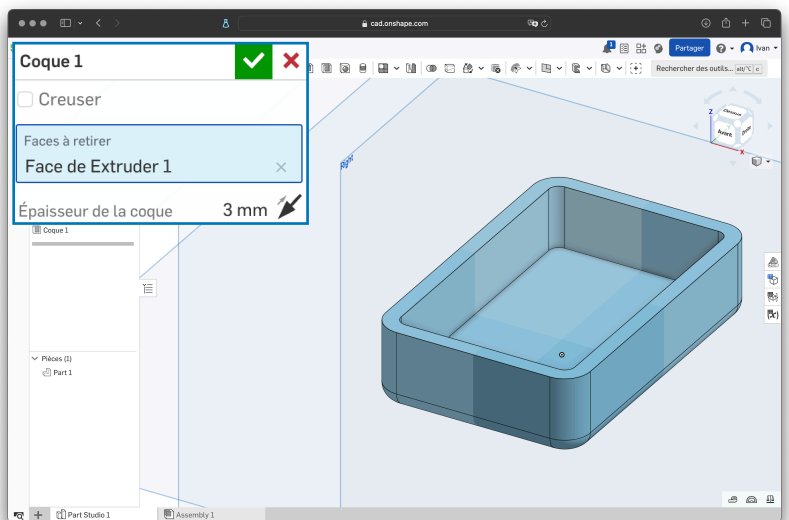 cad.onshape.com
Coque 1
Creuser
Faces à retirer
Face de Extruder 1
Épaisseur de la coque 3 mm
1
Partager
Ivan
Rechercher des outils... alt/⌥ c
Right
Z
Dessus
Avant
Droite
X
Coque 1
Pièces (1)
Part 1
Part Studio 1
Assembly 1